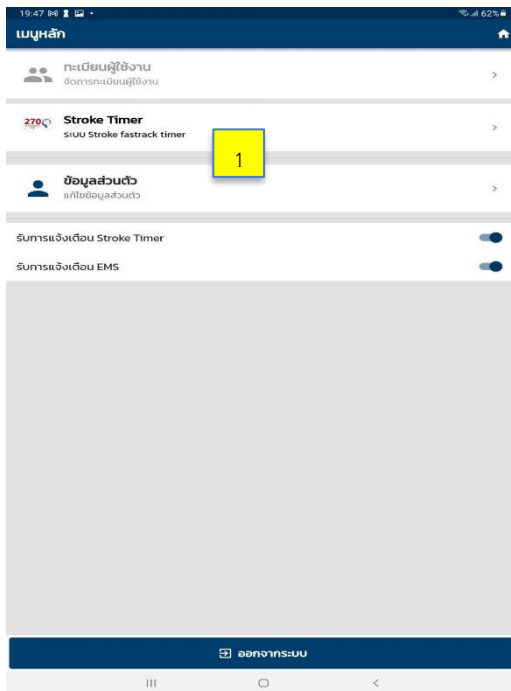 19:47
62%
เมนูหลัก
ทะเบียนผู้ใช้งาน
จัดการทะเบียนผู้ใช้งาน
270
Stroke Timer
ระบบ Stroke fastrack timer
1
ข้อมูลส่วนตัว
แก้ไขข้อมูลส่วนตัว
รับการแจ้งเตือน Stroke Timer
รับการแจ้งเตือน EMS
ออกจากระบบ